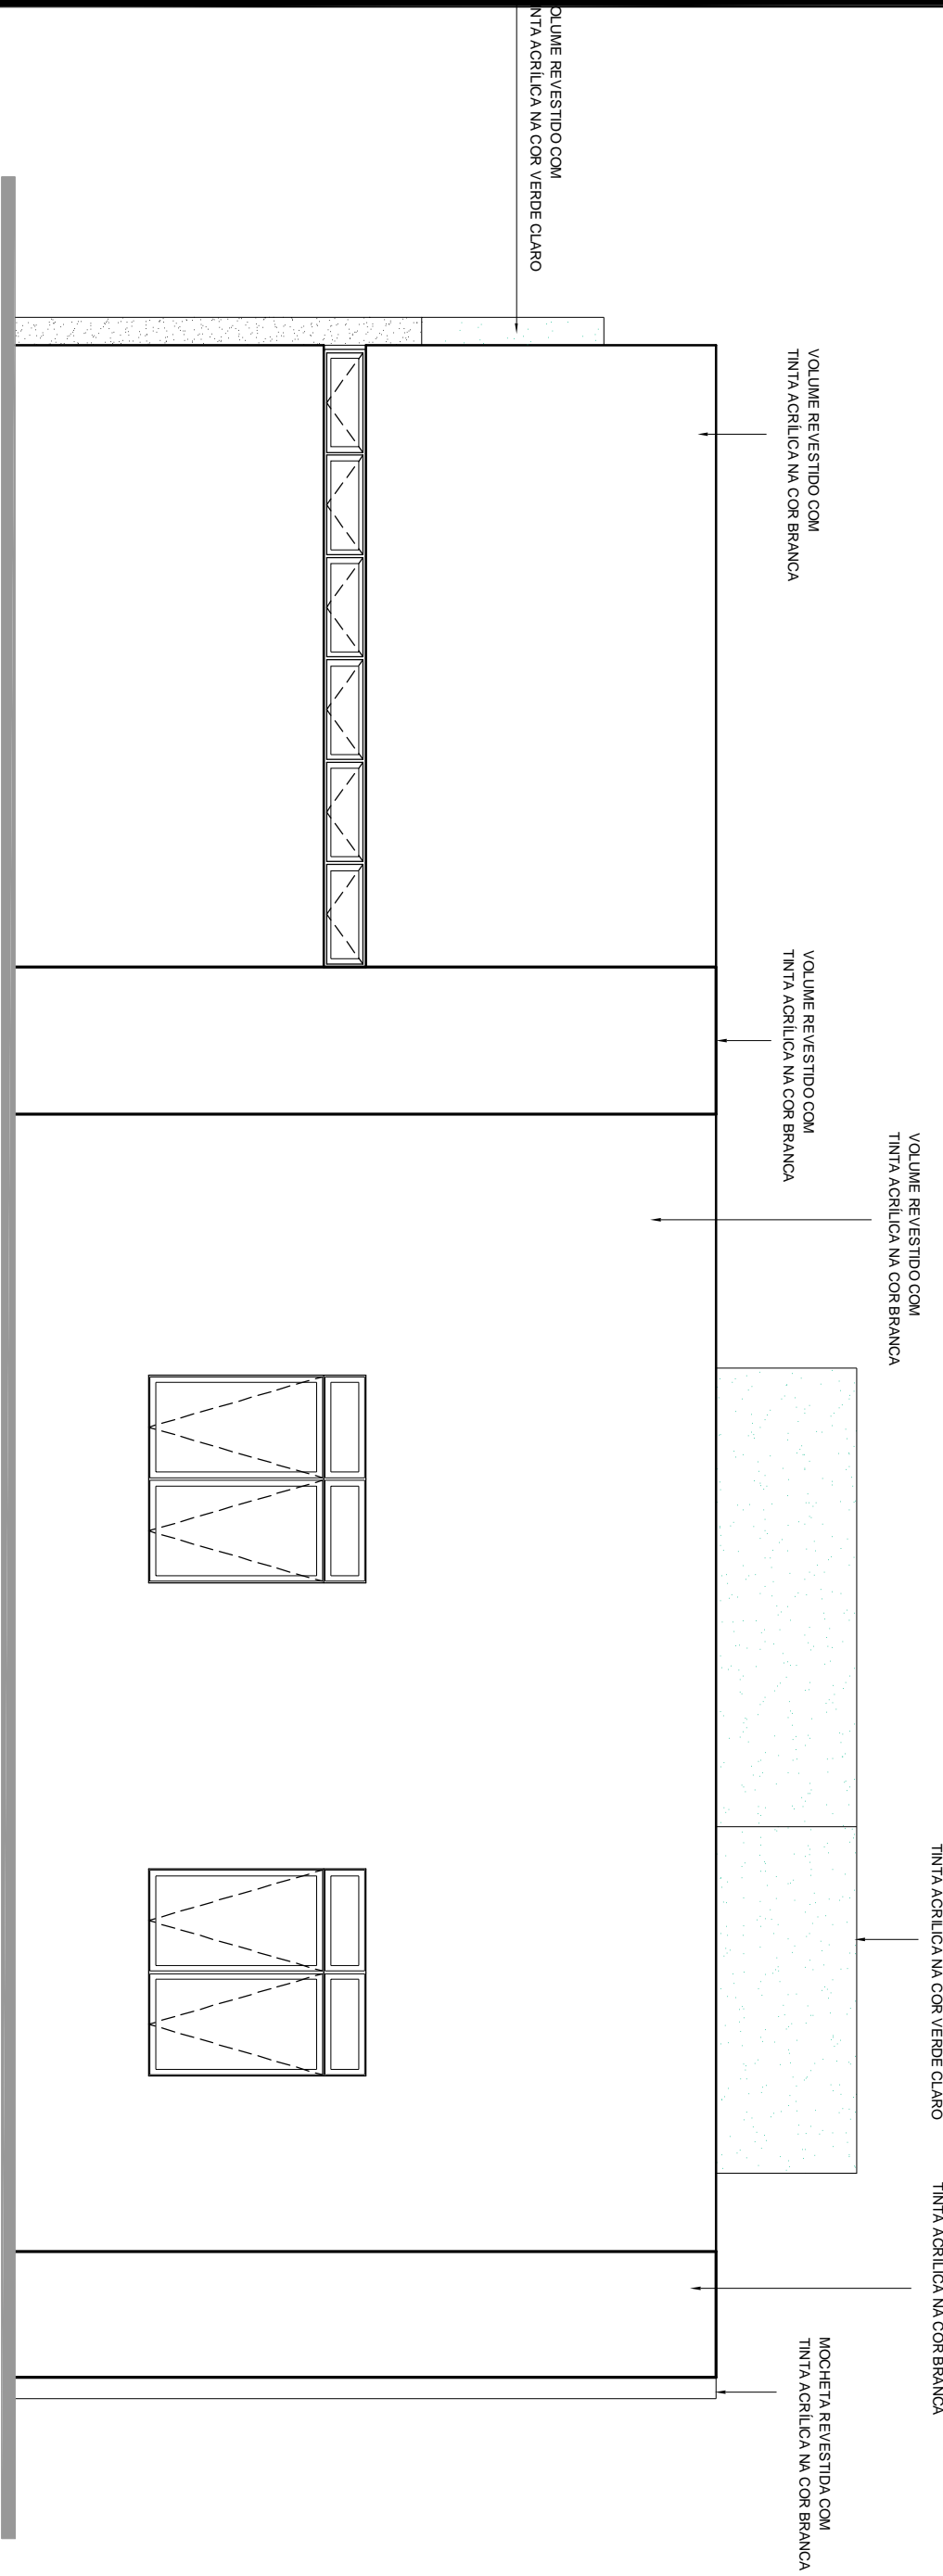 OLUME REVESTIDO COM
NTA ACRÍLICA NA COR VERDE CLARO
VOLUME REVESTIDO COM
TINTA ACRÍLICA NA COR BRANCA
VOLUME REVESTIDO COM
TINTA ACRÍLICA NA COR BRANCA
VOLUME REVESTIDO COM
TINTA ACRÍLICA NA COR BRANCA
TINTA ACRÍLICA NA COR VERDE CLARO
TINTA ACRÍLICA NA COR BRANCA
MOCHETA REVESTIDA COM
TINTA ACRÍLICA NA COR BRANCA